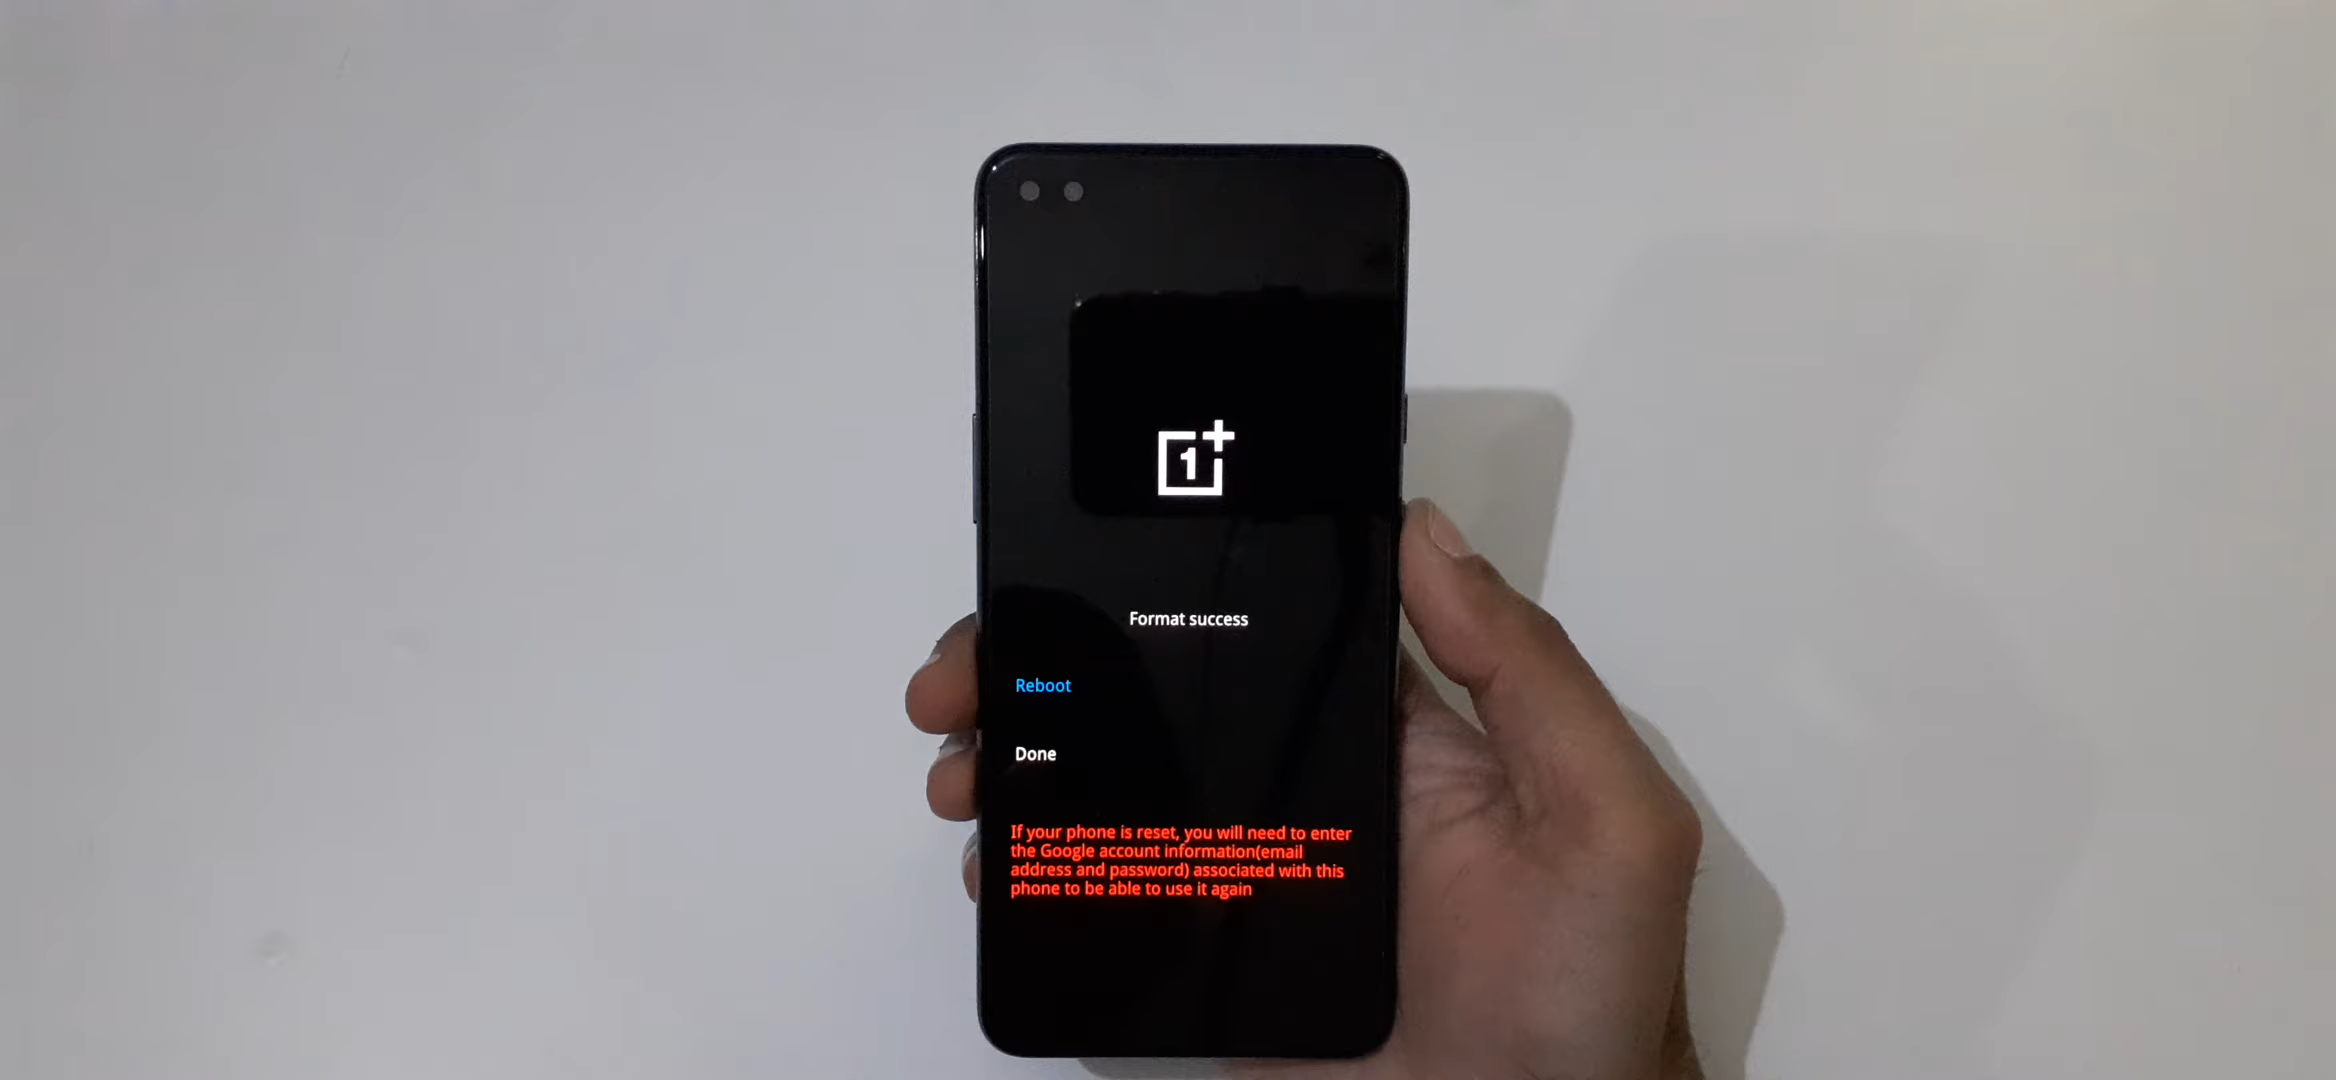 1+
Format success
Reboot
Done
If your phone is reset, you will need to enter
the Google account information(email
address and password) associated with this
phone to be able to use it again